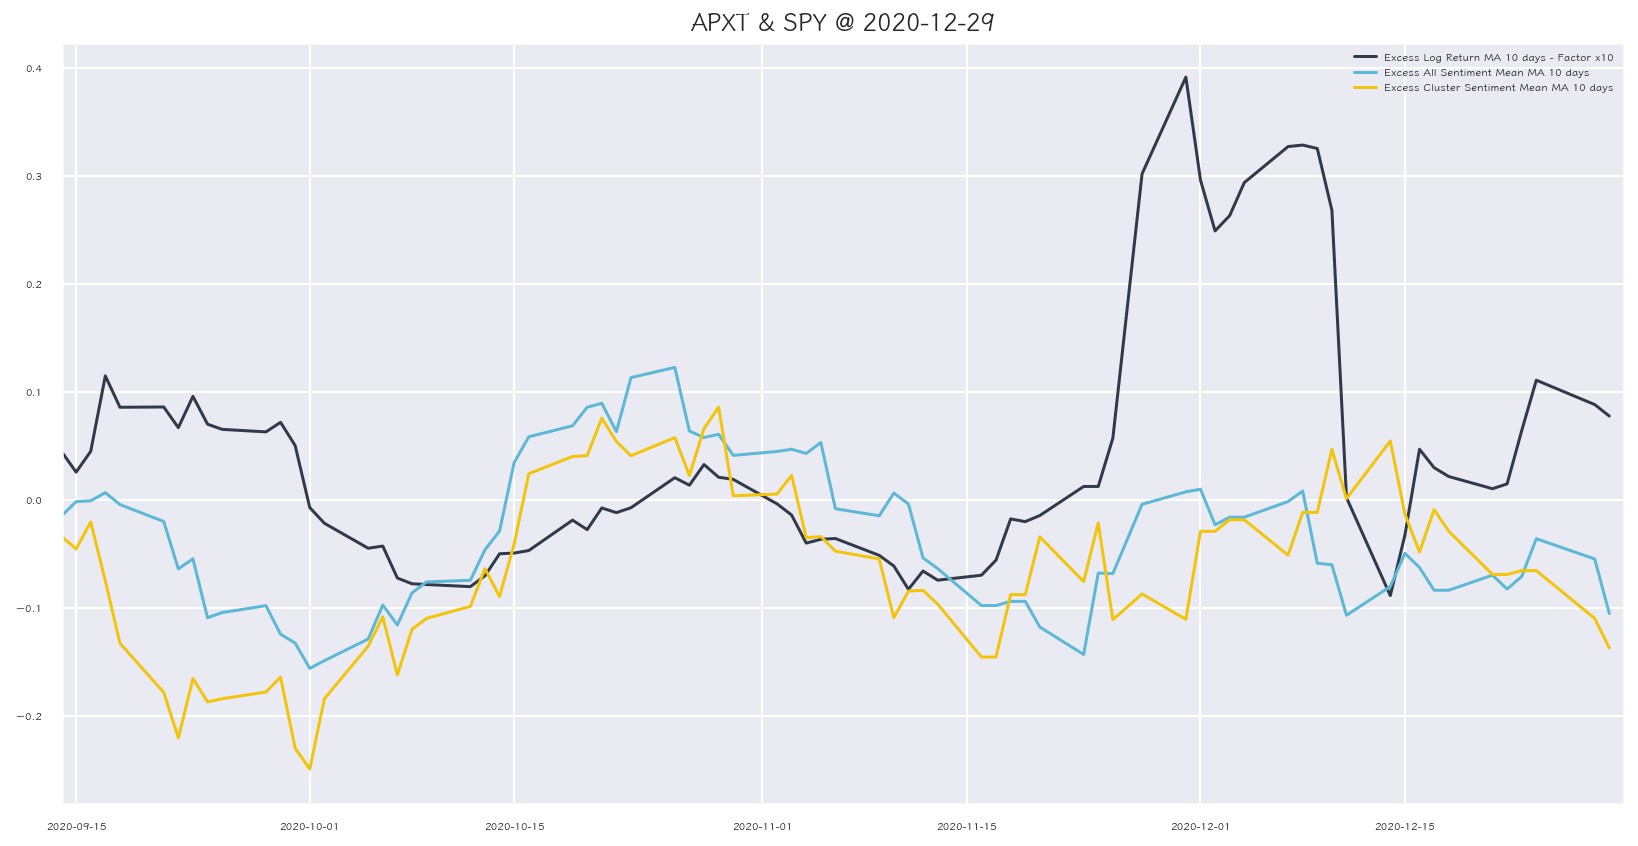 APXT & SPY @ 2020-12-29
Excess Log Return MA 10 days - Factor x10
Excess All Sentiment Mean MA 10 days
Excess Cluster Sentiment Mean MA 10 days
0.4
0.3
0.2
0.1
0.0
−0.1
−0.2
2020-09-15 2020-10-01 2020-10-15 2020-11-01 2020-11-15 2020-12-01 2020-12-15